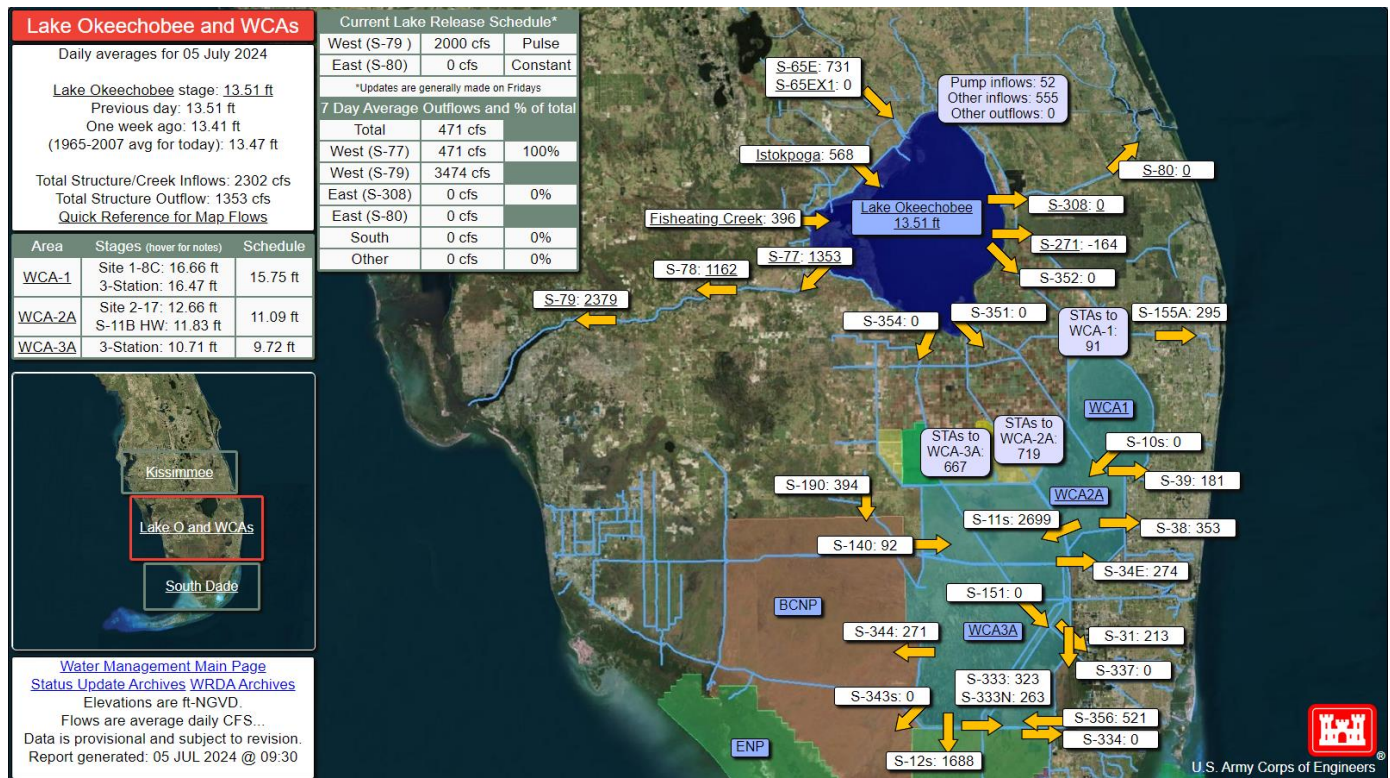 Lake Okeechobee and WCAs
Daily averages for 05 July 2024
Lake Okeechobee stage: 13.51 ft
Previous day: 13.51 ft
One week ago: 13.41 ft
(1965-2007 avg for today): 13.47 ft
Total Structure/Creek Inflows: 2302 cfs
Total Structure Outflow: 1353 cfs
Quick Reference for Map Flows
Area Stages (hover for notes) Schedule
WCA-1 Site 1-8C: 16.66 ft 15.75 ft
3-Station: 16.47 ft
WCA-2A Site 2-17: 12.66 ft 11.09 ft
S-11B HW: 11.83 ft
WCA-3A 3-Station: 10.71 ft 9.72 ft
Kissimmee
Lake O and WCAs
South Dade
Water Management Main Page
Status Update Archives WRDA Archives
Elevations are ft-NGVD.
Flows are average daily CFS...
Data is provisional and subject to revision.
Report generated: 05 JUL 2024 @ 09:30
Current Lake Release Schedule*
West (S-79 ) 2000 cfs Pulse
East (S-80) 0 cfs Constant
*Updates are generally made on Fridays
7 Day Average Outflows and % of total
Total 471 cfs
West (S-77) 471 cfs 100%
West (S-79) 3474 cfs
East (S-308) 0 cfs 0%
East (S-80) 0 cfs
South 0 cfs 0%
Other 0 cfs 0%
S-65E: 731
S-65EX1: 0
Pump inflows: 52
Other inflows: 555
Other outflows: 0
Istokpoga: 568
S-80: 0
Fisheating Creek: 396
Lake Okeechobee
13.51 ft
S-308: 0
S-271: -164
S-77: 1353
S-78: 1162
S-352: 0
S-79: 2379
S-354: 0
S-351: 0
STAs to
WCA-1:
91
S-155A: 295
WCA1
STAs to
WCA-3A:
667
STAs to
WCA-2A:
719
S-10s: 0
S-39: 181
S-190: 394
WCA2A
S-11s: 2699
S-38: 353
S-140: 92
S-34E: 274
S-151: 0
BCNP
S-344: 271
WCA3A
S-31: 213
S-337: 0
S-333: 323
S-333N: 263
S-343s: 0
S-356: 521
S-334: 0
ENP
S-12s: 1688
U.S. Army Corps of Engineers ®